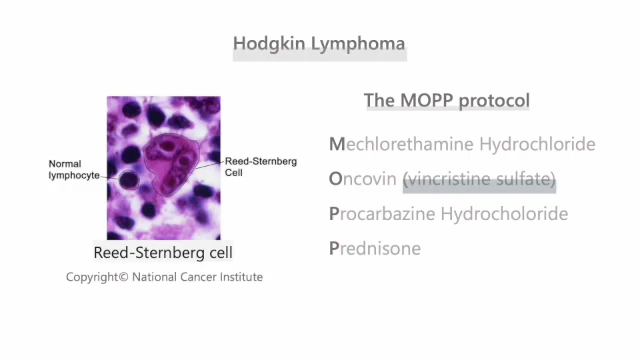 Hodgkin Lymphoma
The MOPP protocol
Normal
lymphocyte
Reed-Sternberg
Cell
Reed-Sternberg cell
Copyright© National Cancer Institute
Mechlorethamine Hydrochloride
Oncovin (vincristine sulfate)
Procarbazine Hydrocholoride
Prednisone